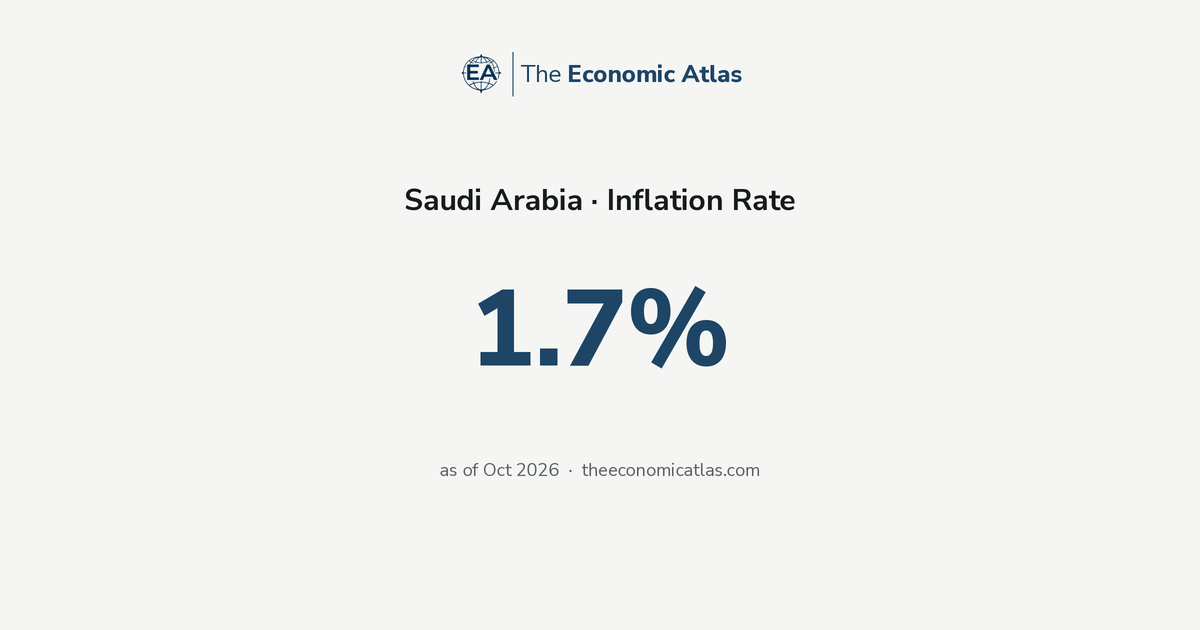 EA The Economic Atlas
Saudi Arabia · Inflation Rate
1.7%
as of Oct 2026 · theeconomicatlas.com